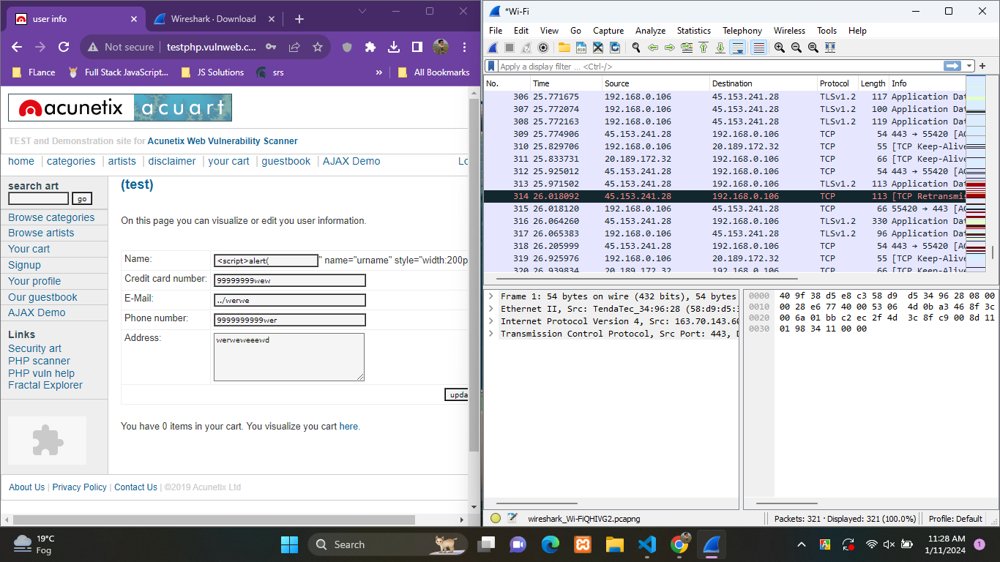 user info
Wireshark · Download
Not secure
testphp.vulnweb.c...
FLance
Full Stack JavaScript...
JS Solutions
srs
»
All Bookmarks
acunetix acuart
TEST and Demonstration site for Acunetix Web Vulnerability Scanner
home | categories | artists | disclaimer | your cart | guestbook | AJAX Demo Lo
search art
go
Browse categories
Browse artists
Your cart
Signup
Your profile
Our guestbook
AJAX Demo
Links
Security art
PHP scanner
PHP vuln help
Fractal Explorer
(test)
On this page you can visualize or edit you user information.
Name: <script>alert( " name="urname" style="width:200p
Credit card number: 99999999wew
E-Mail: ../werwe
Phone number: 9999999999wer
Address: werweweeewd
upda
You have 0 items in your cart. You visualize you cart here.
About Us | Privacy Policy | Contact Us | ©2019 Acunetix Ltd
*Wi-Fi
File Edit View Go Capture Analyze Statistics Telephony Wireless Tools Help
Apply a display filter ... <Ctrl-/>
No. Time Source Destination Protocol Length Info
306 25.771675 192.168.0.106 45.153.241.28 TLSv1.2 117 Application Dat
307 25.772074 192.168.0.106 45.153.241.28 TLSv1.2 100 Application Dat
308 25.772163 192.168.0.106 45.153.241.28 TLSv1.2 119 Application Dat
309 25.774906 45.153.241.28 192.168.0.106 TCP 54 443 → 55420 [AC
310 25.829706 192.168.0.106 20.189.172.32 TCP 55 [TCP Keep-Alive
311 25.833731 20.189.172.32 192.168.0.106 TCP 66 [TCP Keep-Alive
312 25.925012 45.153.241.28 192.168.0.106 TCP 54 443 → 55420 [AC
313 25.971502 45.153.241.28 192.168.0.106 TLSv1.2 113 Application Dat
314 26.018092 45.153.241.28 192.168.0.106 TCP 113 [TCP Retransmis
315 26.018120 192.168.0.106 45.153.241.28 TCP 66 55420 → 443 [AC
316 26.064260 192.168.0.106 45.153.241.28 TLSv1.2 330 Application Dat
317 26.065383 192.168.0.106 45.153.241.28 TLSv1.2 96 Application Dat
318 26.205999 45.153.241.28 192.168.0.106 TCP 54 443 → 55420 [AC
319 26.925976 192.168.0.106 20.189.172.32 TCP 55 [TCP Keep-Alive
320 26.939834 20.189.172.32 192.168.0.106 TCP 66 [TCP Keep-Alive
Frame 1: 54 bytes on wire (432 bits), 54 bytes
Ethernet II, Src: TendaTec_34:96:28 (58:d9:d5:3
Internet Protocol Version 4, Src: 163.70.143.60
Transmission Control Protocol, Src Port: 443, D
0000 40 9f 38 d5 e8 c3 58 d9 d5 34 96 28 08 00
0010 00 28 e6 77 40 00 53 06 4d 0b a3 46 8f 3c
0020 00 6a 01 bb c2 ec 2f 4d 3c 8f c9 00 8d 11
0030 01 98 34 11 00 00
wireshark_Wi-FiQHIVG2.pcapng
Packets: 321 · Displayed: 321 (100.0%)
Profile: Default
19°C
Fog
Search
11:28 AM
1/11/2024
1